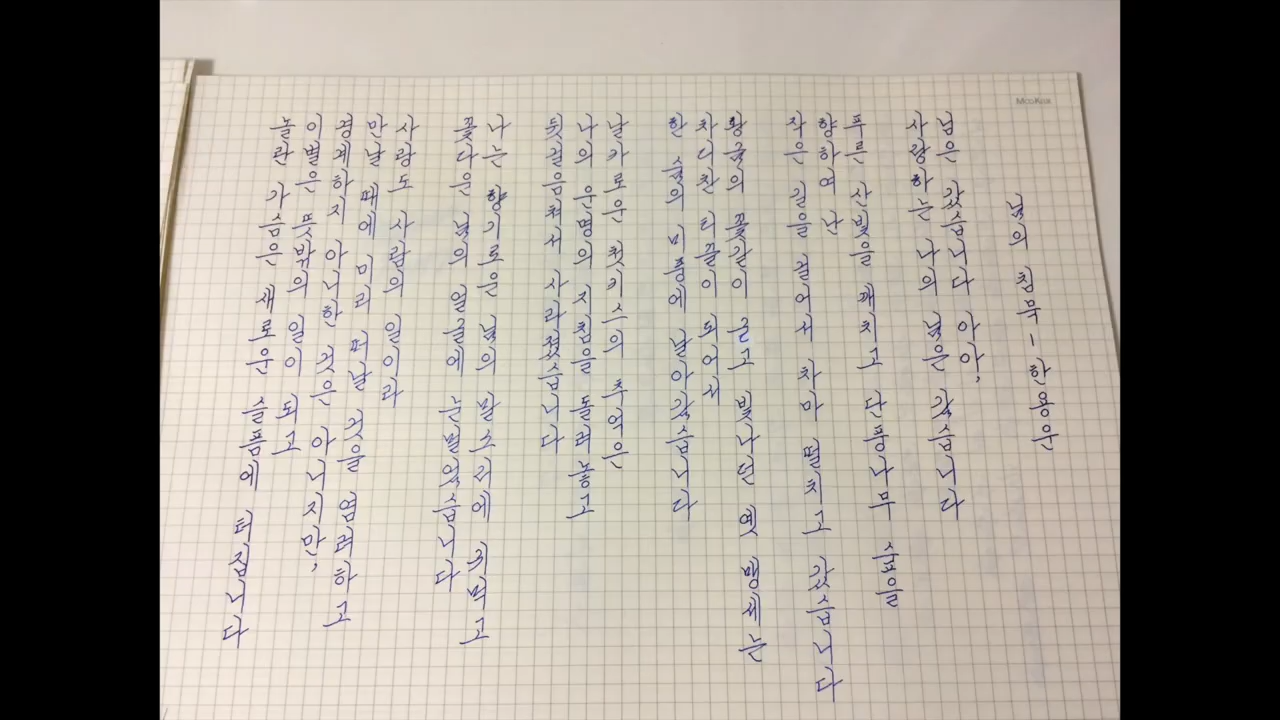 님의 침묵 - 한용운
님은 갔습니다 아아,
사랑하는 나의 님은 갔습니다
푸른 산빛을 깨치고 단풍나무 숲을
향하여 난
작은 길을 걸어서 차마 떨치고 갔습니다
황금의 꽃같이 굳고 빛나던 옛 맹세는
차디찬 티끌이 되어서
한숨의 미풍에 날아갔습니다
날카로운 첫키스의 추억은
나의 운명의 지침을 돌려놓고
뒷걸음쳐서 사라졌습니다
나는 향기로운 님의 말소리에 귀먹고
꽃다운 님의 얼굴에 눈멀었습니다
사랑도 사람의 일이라
만날 때에 미리 떠날 것을 염려하고
경계하지 아니한 것은 아니지만,
이별은 뜻밖의 일이 되고
놀란 가슴은 새로운 슬픔에 터집니다